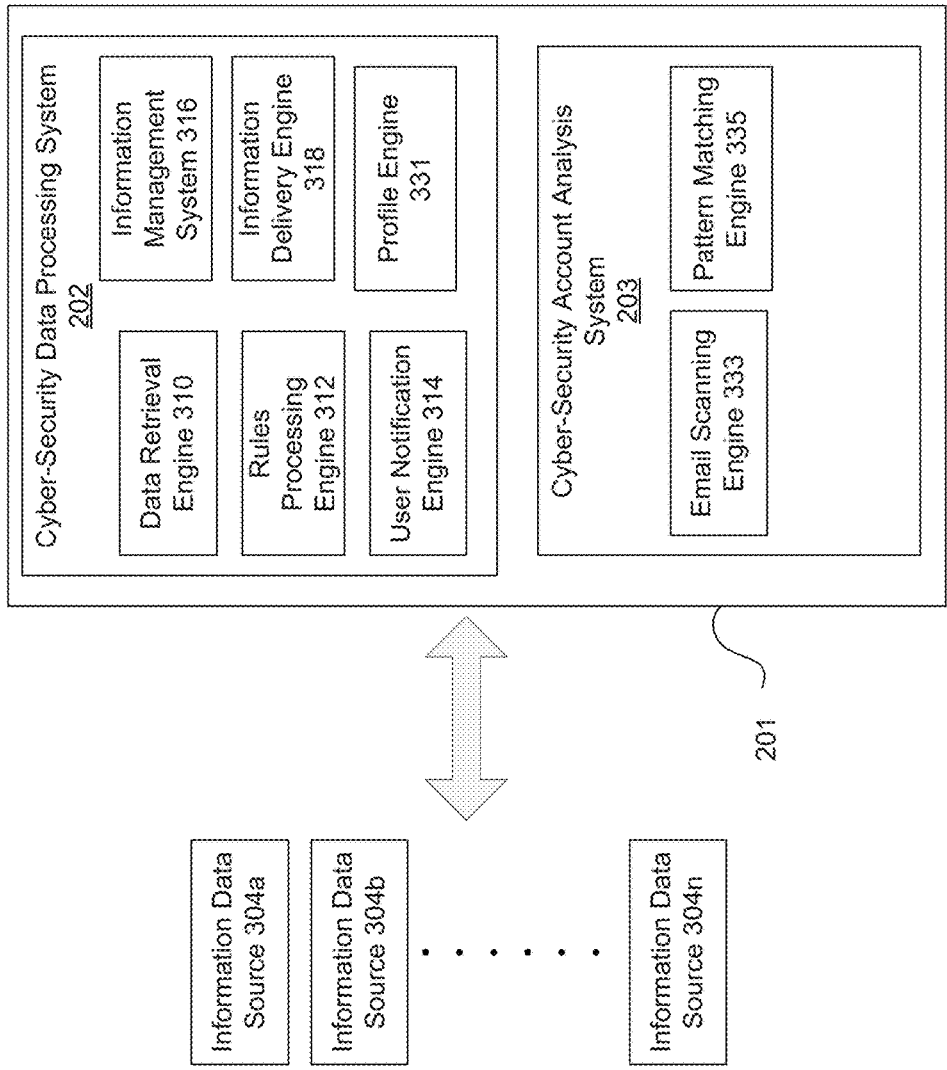 Information Data
Source 304a
Information Data
Source 304b
Information Data
Source 304n
201
Cyber-Security Data Processing System
202
Data Retrieval
Engine 310
Information
Management
System 316
Rules
Processing
Engine 312
Information
Delivery Engine
318
User Notification
Engine 314
Profile Engine
331
Cyber-Security Account Analysis
System
203
Email Scanning
Engine 333
Pattern Matching
Engine 335